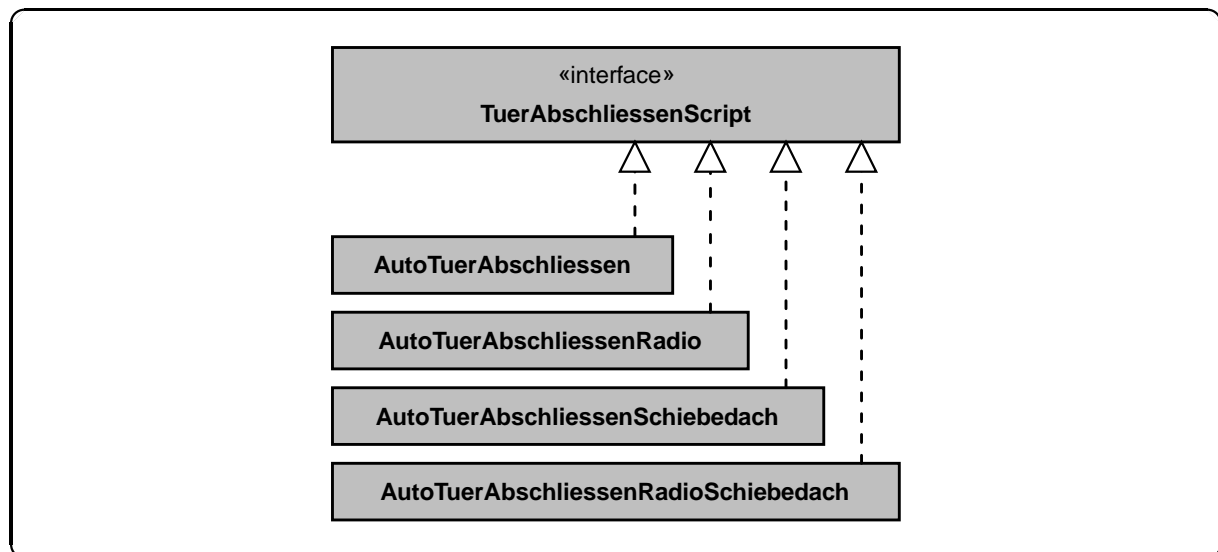 «interface»
TuerAbschliessenScript
AutoTuerAbschliessen
AutoTuerAbschliessenRadio
AutoTuerAbschliessenSchiebedach
AutoTuerAbschliessenRadioSchiebedach